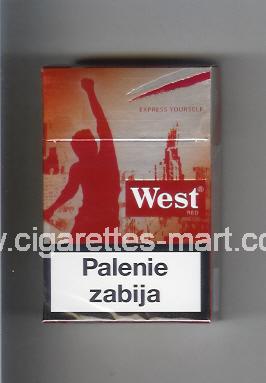 EXPRESS YOURSELF
West®
RED
www.cigarettes-mart.com
Palenie
zabija